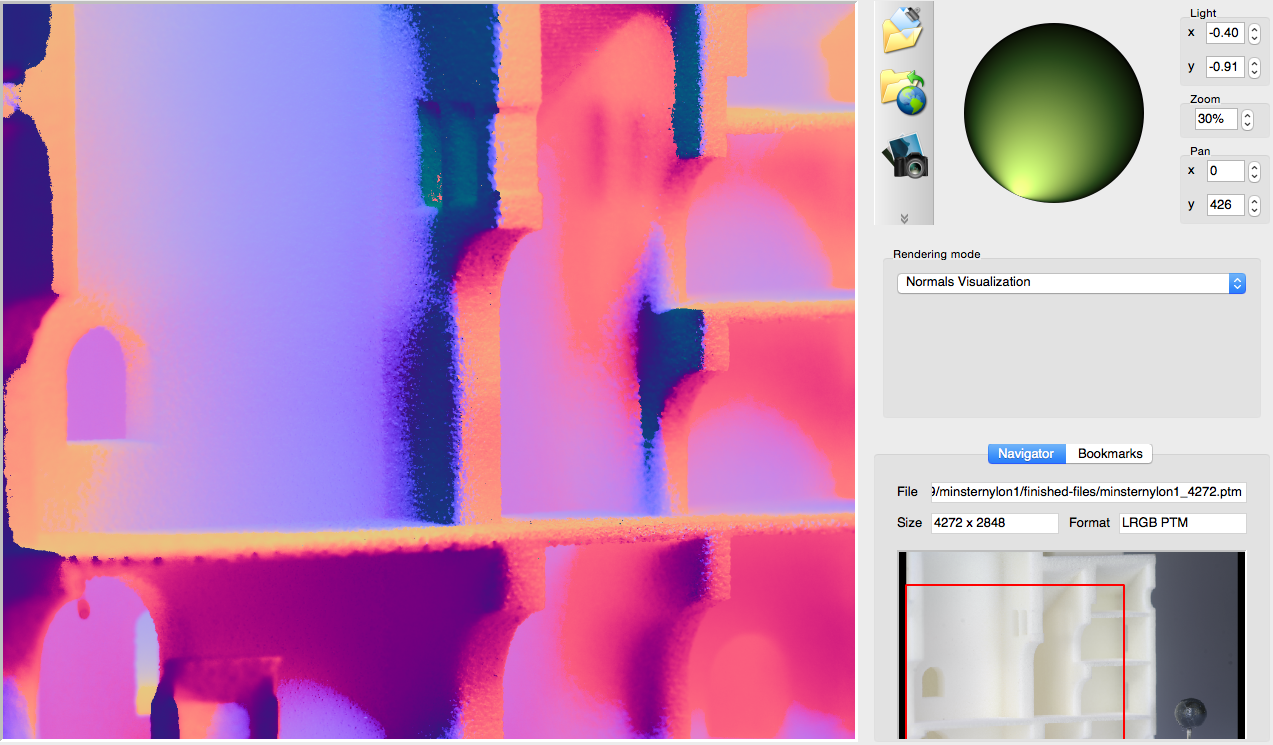 Light
x -0.40
y -0.91
Zoom
30%
Pan
x 0
y 426
Rendering mode
Normals Visualization
Navigator Bookmarks
File 9/minsternylon1/finished-files/minsternylon1_4272.ptm
Size 4272 x 2848 Format LRGB PTM